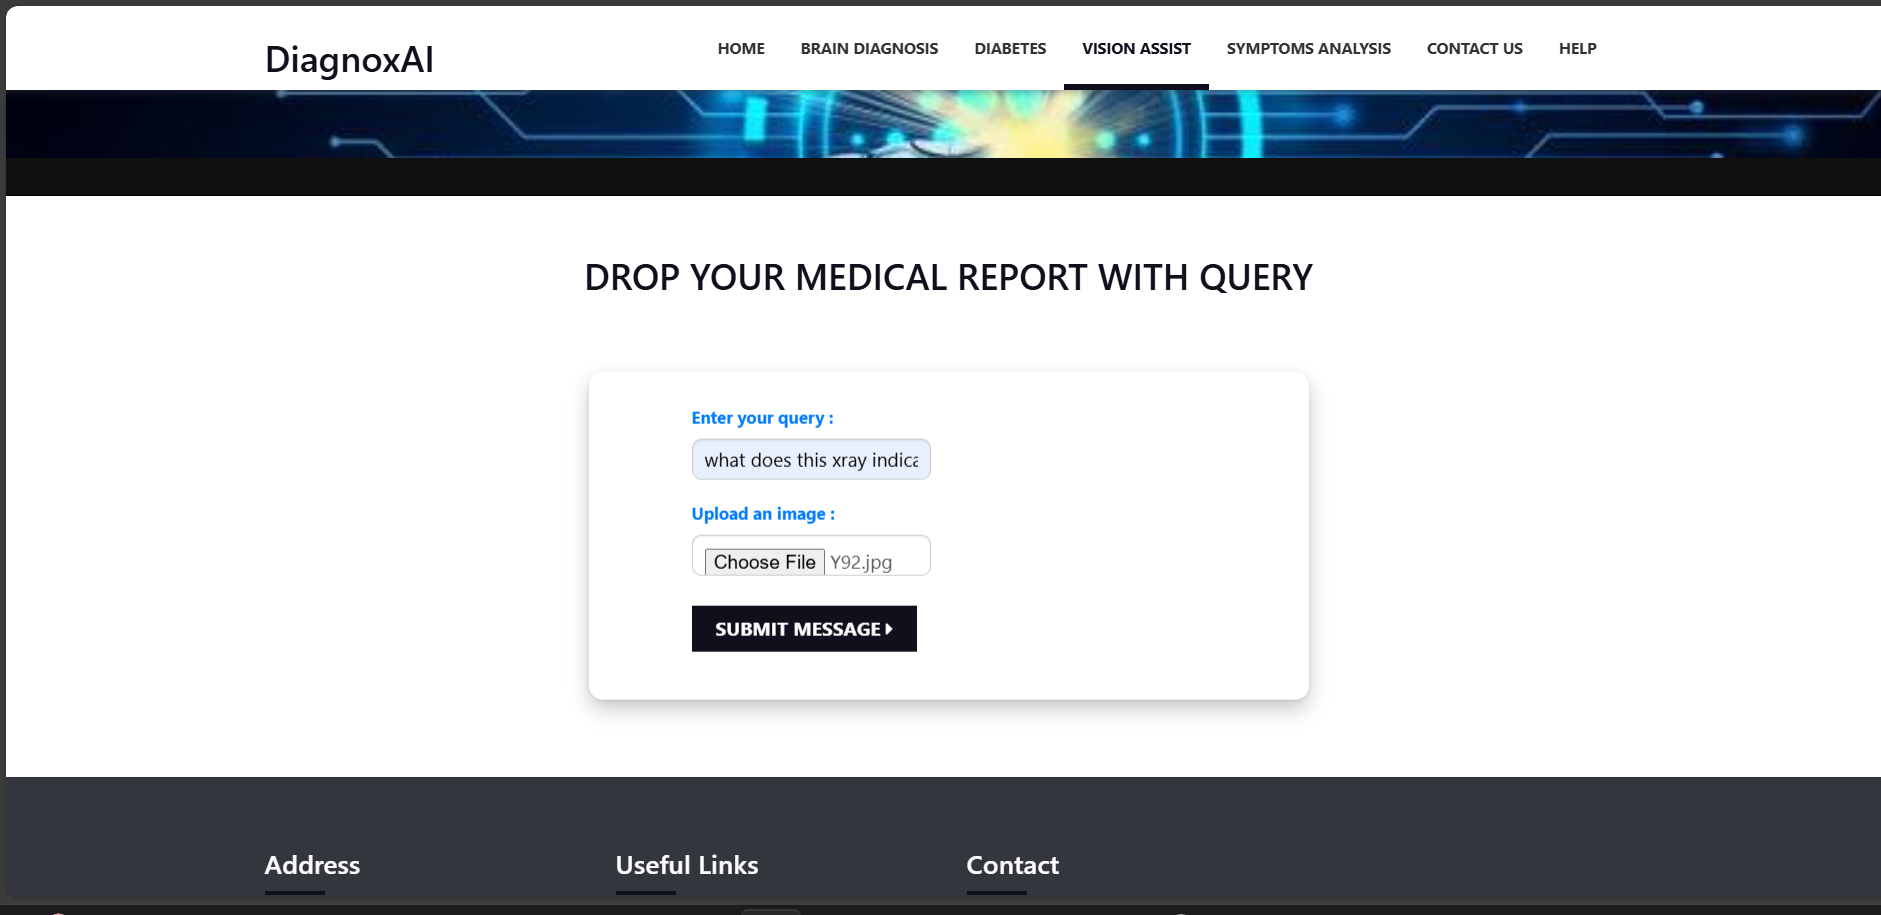 DiagnoxAI
HOME BRAIN DIAGNOSIS DIABETES VISION ASSIST SYMPTOMS ANALYSIS CONTACT US HELP
DROP YOUR MEDICAL REPORT WITH QUERY
Enter your query :
what does this xray indica
Upload an image :
Choose File Y92.jpg
SUBMIT MESSAGE
Address Useful Links Contact